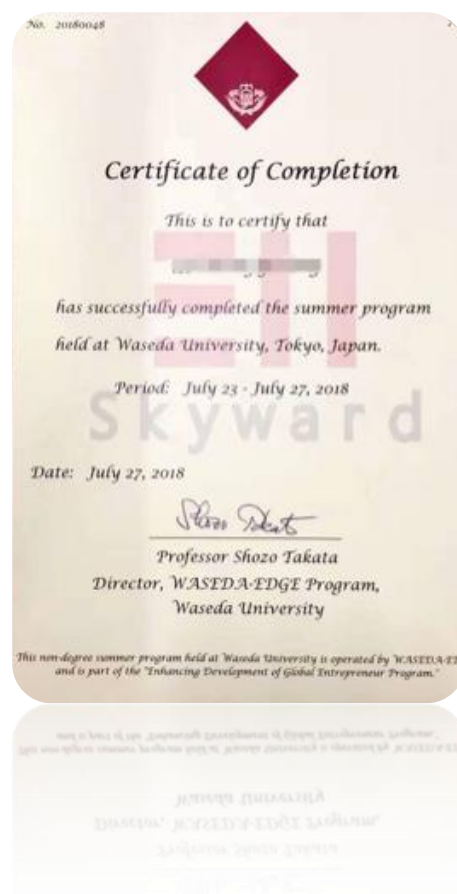 No. 20180048
Certificate of Completion
This is to certify that
has successfully completed the summer program
held at Waseda University, Tokyo, Japan.
Period: July 23 - July 27, 2018
Skyward
Date: July 27, 2018
Professor Shozo Takata
Director, WASEDA-EDGE Program,
Waseda University
This non-degree summer program held at Waseda University is operated by WASEDA-E
and is part of the "Enhancing Development of Global Entrepreneur Program."